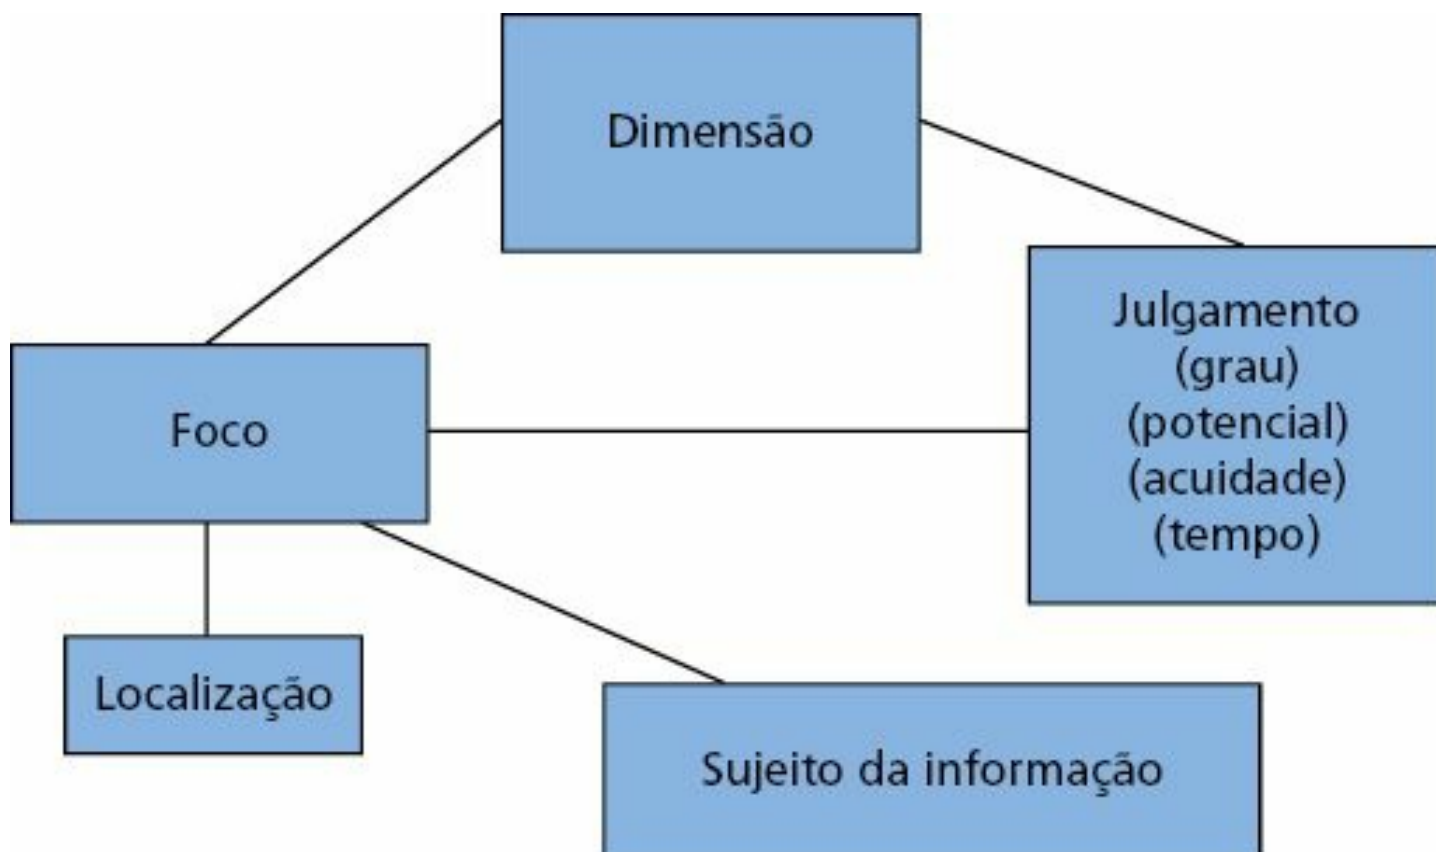 Dimensão
Julgamento
(grau)
(potencial)
(acuidade)
(tempo)
Foco
Localização
Sujeito da informação